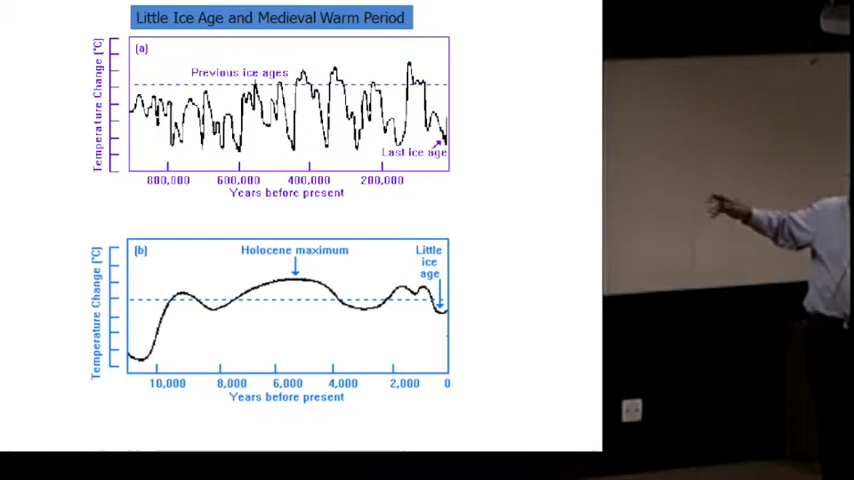 Little Ice Age and Medieval Warm Period
(a)
Previous ice ages
Temperature Change (°C)
Last ice age
800,000 600,000 400,000 200,000
Years before present
(b)
Holocene maximum
Little
ice
age
Temperature Change (°C)
10,000 8,000 6,000 4,000 2,000 0
Years before present